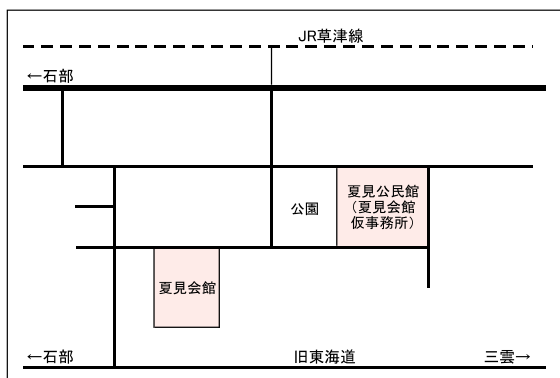 JR草津線
←石部
公園
夏見公民館
（夏見会館
仮事務所）
夏見会館
←石部
旧東海道
三雲→